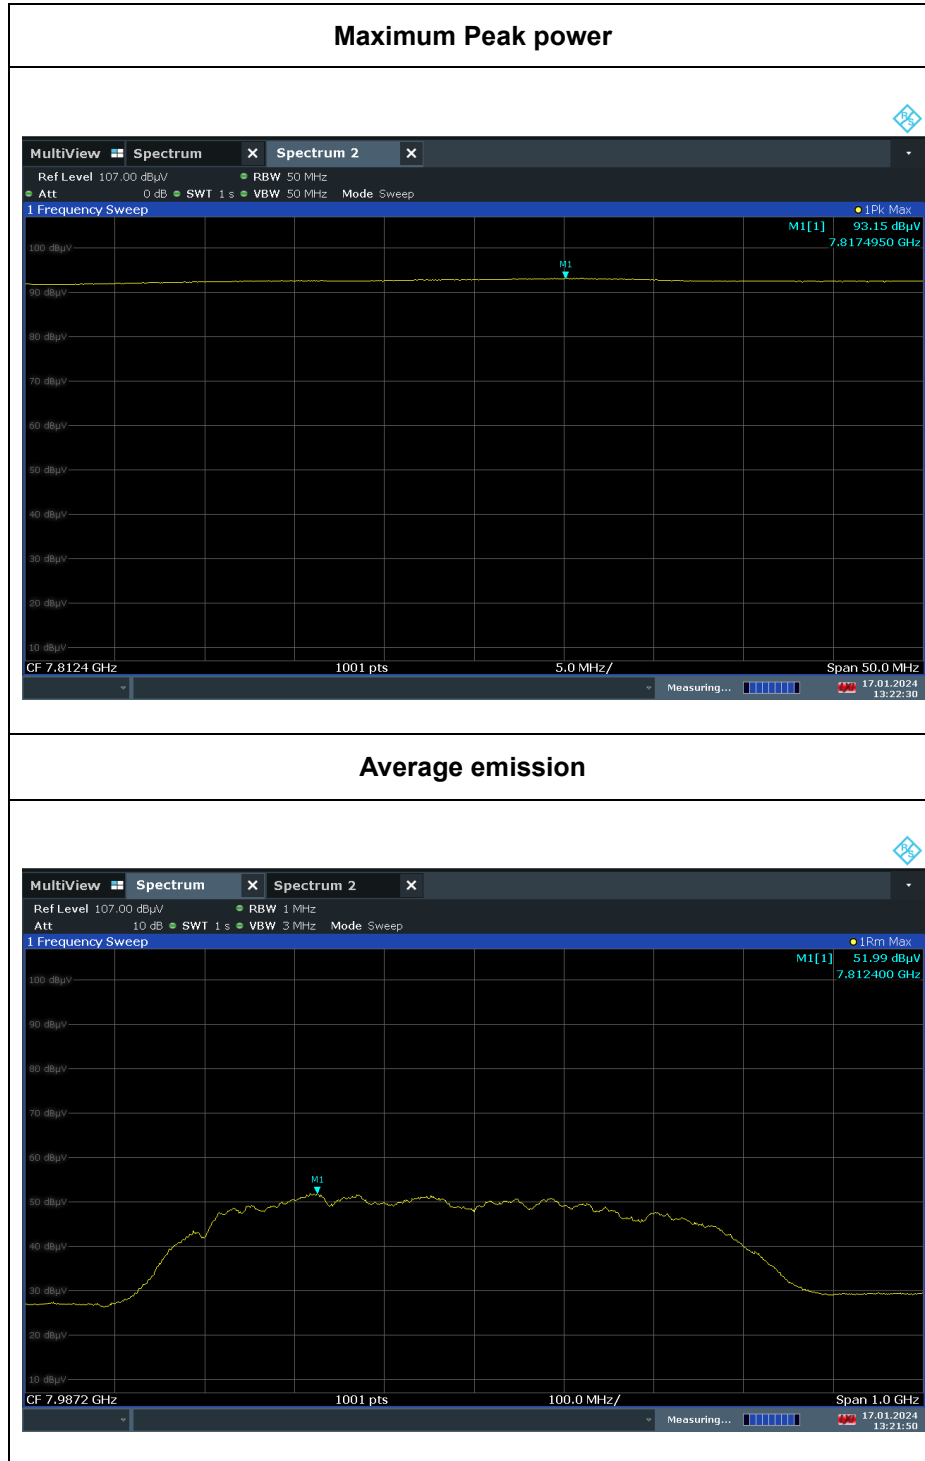 Maximum Peak power
R S
MultiView Spectrum X Spectrum 2 X
Ref Level 107.00 dBµV RBW 50 MHz
Att 0 dB SWT 1 s VBW 50 MHz Mode Sweep
1 Frequency Sweep 1Pk Max
M1[1] 93.15 dBµV
7.8174950 GHz
100 dBµV
M1
90 dBµV
80 dBµV
70 dBµV
60 dBµV
50 dBµV
40 dBµV
30 dBµV
20 dBµV
10 dBµV
CF 7.8124 GHz 1001 pts 5.0 MHz/ Span 50.0 MHz
Measuring... 17.01.2024
13:22:30
Average emission
R S
MultiView Spectrum X Spectrum 2 X
Ref Level 107.00 dBµV RBW 1 MHz
Att 10 dB SWT 1 s VBW 3 MHz Mode Sweep
1 Frequency Sweep 1Rm Max
M1[1] 51.99 dBµV
7.812400 GHz
100 dBµV
90 dBµV
80 dBµV
70 dBµV
60 dBµV
M1
50 dBµV
40 dBµV
30 dBµV
20 dBµV
10 dBµV
CF 7.9872 GHz 1001 pts 100.0 MHz/ Span 1.0 GHz
Measuring... 17.01.2024
13:21:50